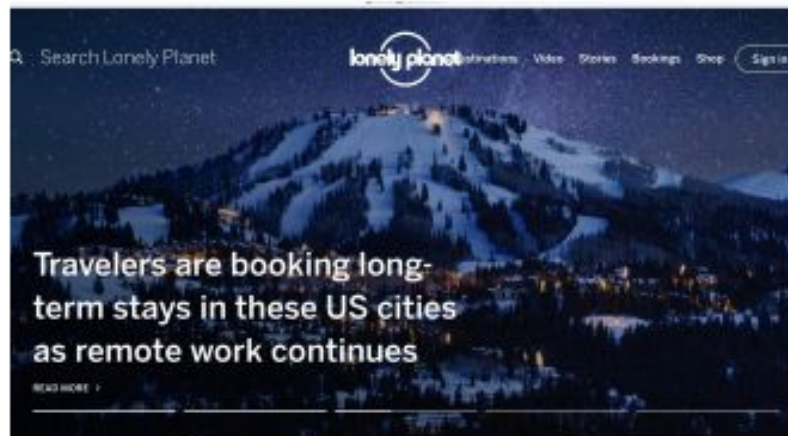 Search Lonely Planet
lonely planet
Destinations Video Stories Bookings Shop Sign in
Travelers are booking long-
term stays in these US cities
as remote work continues
READ MORE >